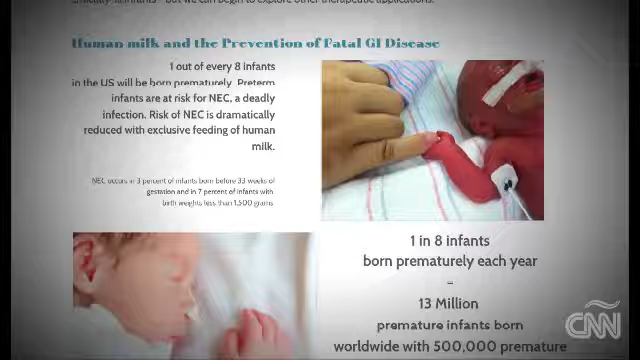 Human milk and the Prevention of Fatal GI Disease
1 out of every 8 infants
in the US will be born prematurely. Preterm
infants are at risk for NEC, a deadly
infection. Risk of NEC is dramatically
reduced with exclusive feeding of human
milk.
NEC occurs in 3 percent of infants born before 33 weeks of
gestation and in 7 percent of infants with
birth weights less than 1,500 grams
1 in 8 infants
born prematurely each year
=
13 Million
premature infants born
worldwide with 500,000 premature
CNN